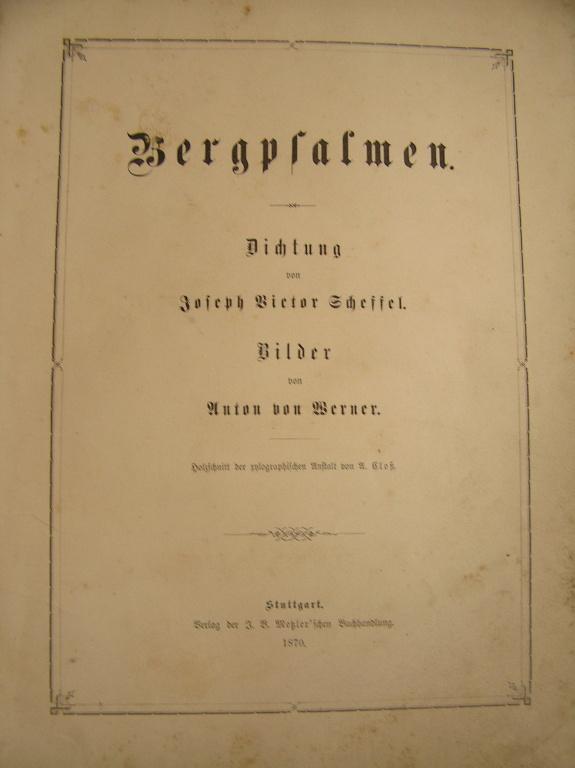 Bergpſalmen.
Dichtung
von
Joſeph Victor Scheffel.
Bilder
von
Anton von Werner.
Holzſchnitt der xylographiſchen Anſtalt von A. Cloß.
Stuttgart.
Verlag der J. B. Metzler'ſchen Buchhandlung.
1870.